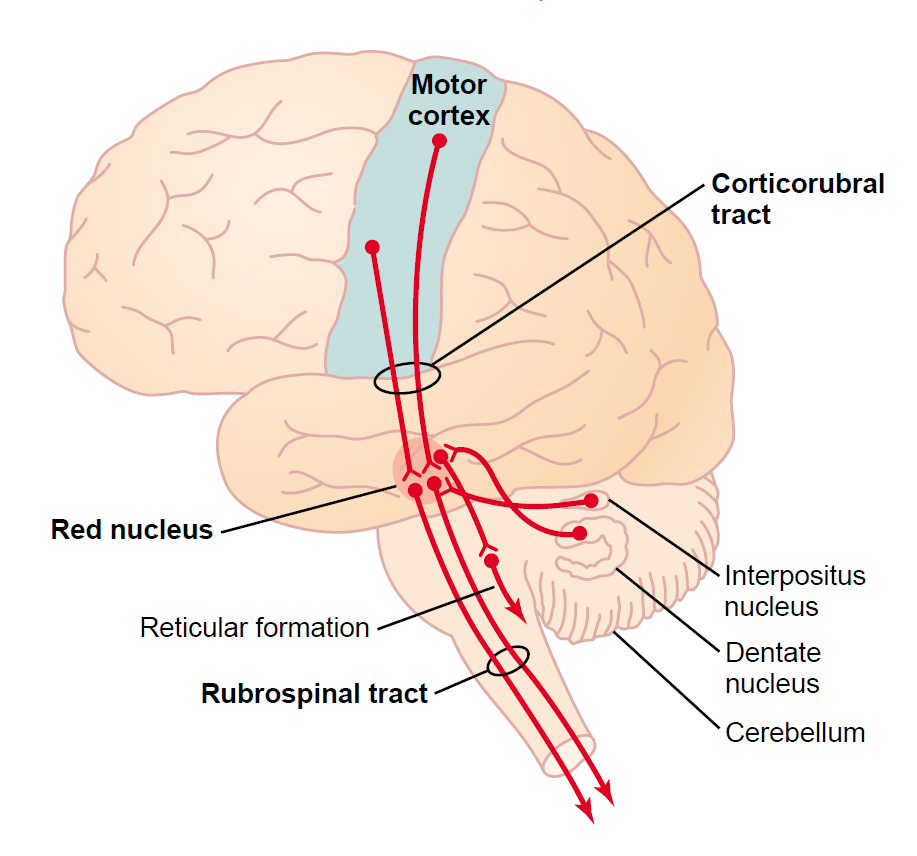 Motor
cortex
Corticorubral
tract
Red nucleus
Interpositus
nucleus
Reticular formation
Dentate
nucleus
Rubrospinal tract
Cerebellum